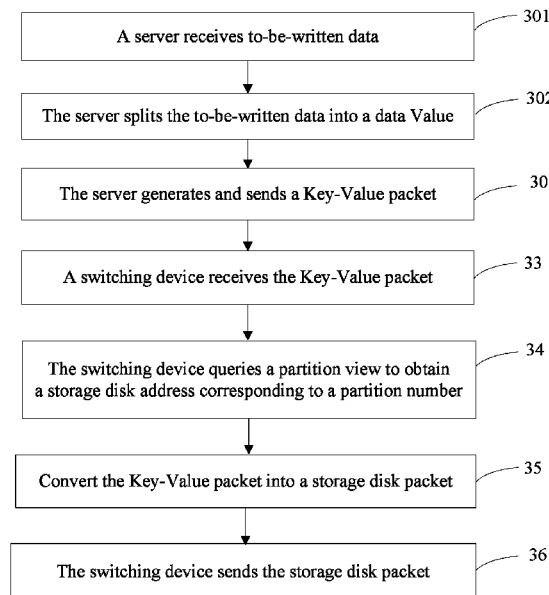 A server receives to-be-written data
301
The server splits the to-be-written data into a data Value
302
The server generates and sends a Key-Value packet
30
A switching device receives the Key-Value packet
33
The switching device queries a partition view to obtain
a storage disk address corresponding to a partition number
34
Convert the Key-Value packet into a storage disk packet
35
The switching device sends the storage disk packet
36